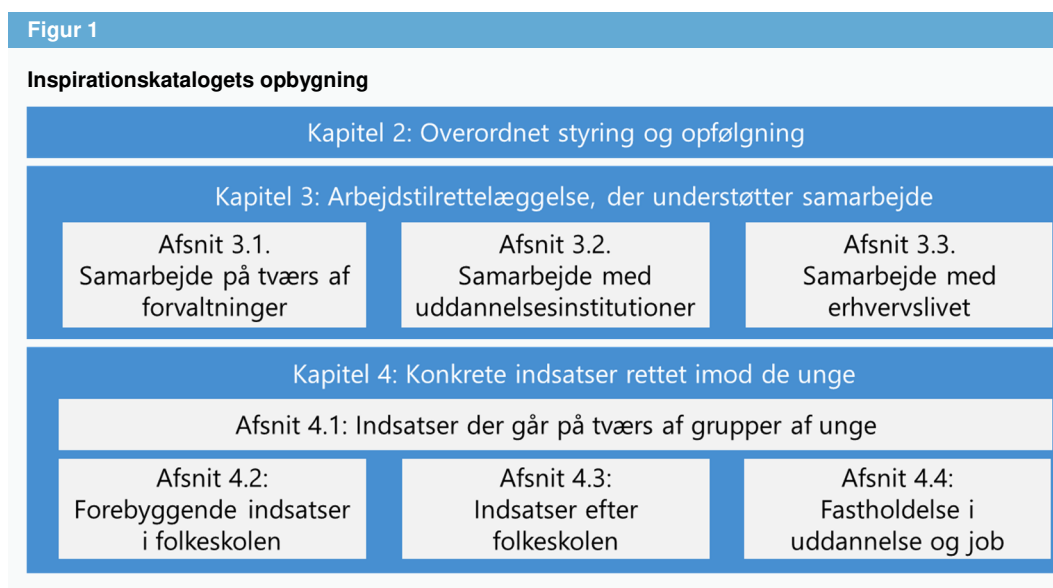 Figur 1
Inspirationskatalogets opbygning
Kapitel 2: Overordnet styring og opfølgning
Kapitel 3: Arbejdstilrettelæggelse, der understøtter samarbejde
Afsnit 3.1.
Samarbejde på tværs af
forvaltninger
Afsnit 3.2.
Samarbejde med
uddannelsesinstitutioner
Afsnit 3.3.
Samarbejde med
erhvervslivet
Kapitel 4: Konkrete indsatser rettet imod de unge
Afsnit 4.1: Indsatser der går på tværs af grupper af unge
Afsnit 4.2:
Forebyggende indsatser
i folkeskolen
Afsnit 4.3:
Indsatser efter
folkeskolen
Afsnit 4.4:
Fastholdelse i
uddannelse og job